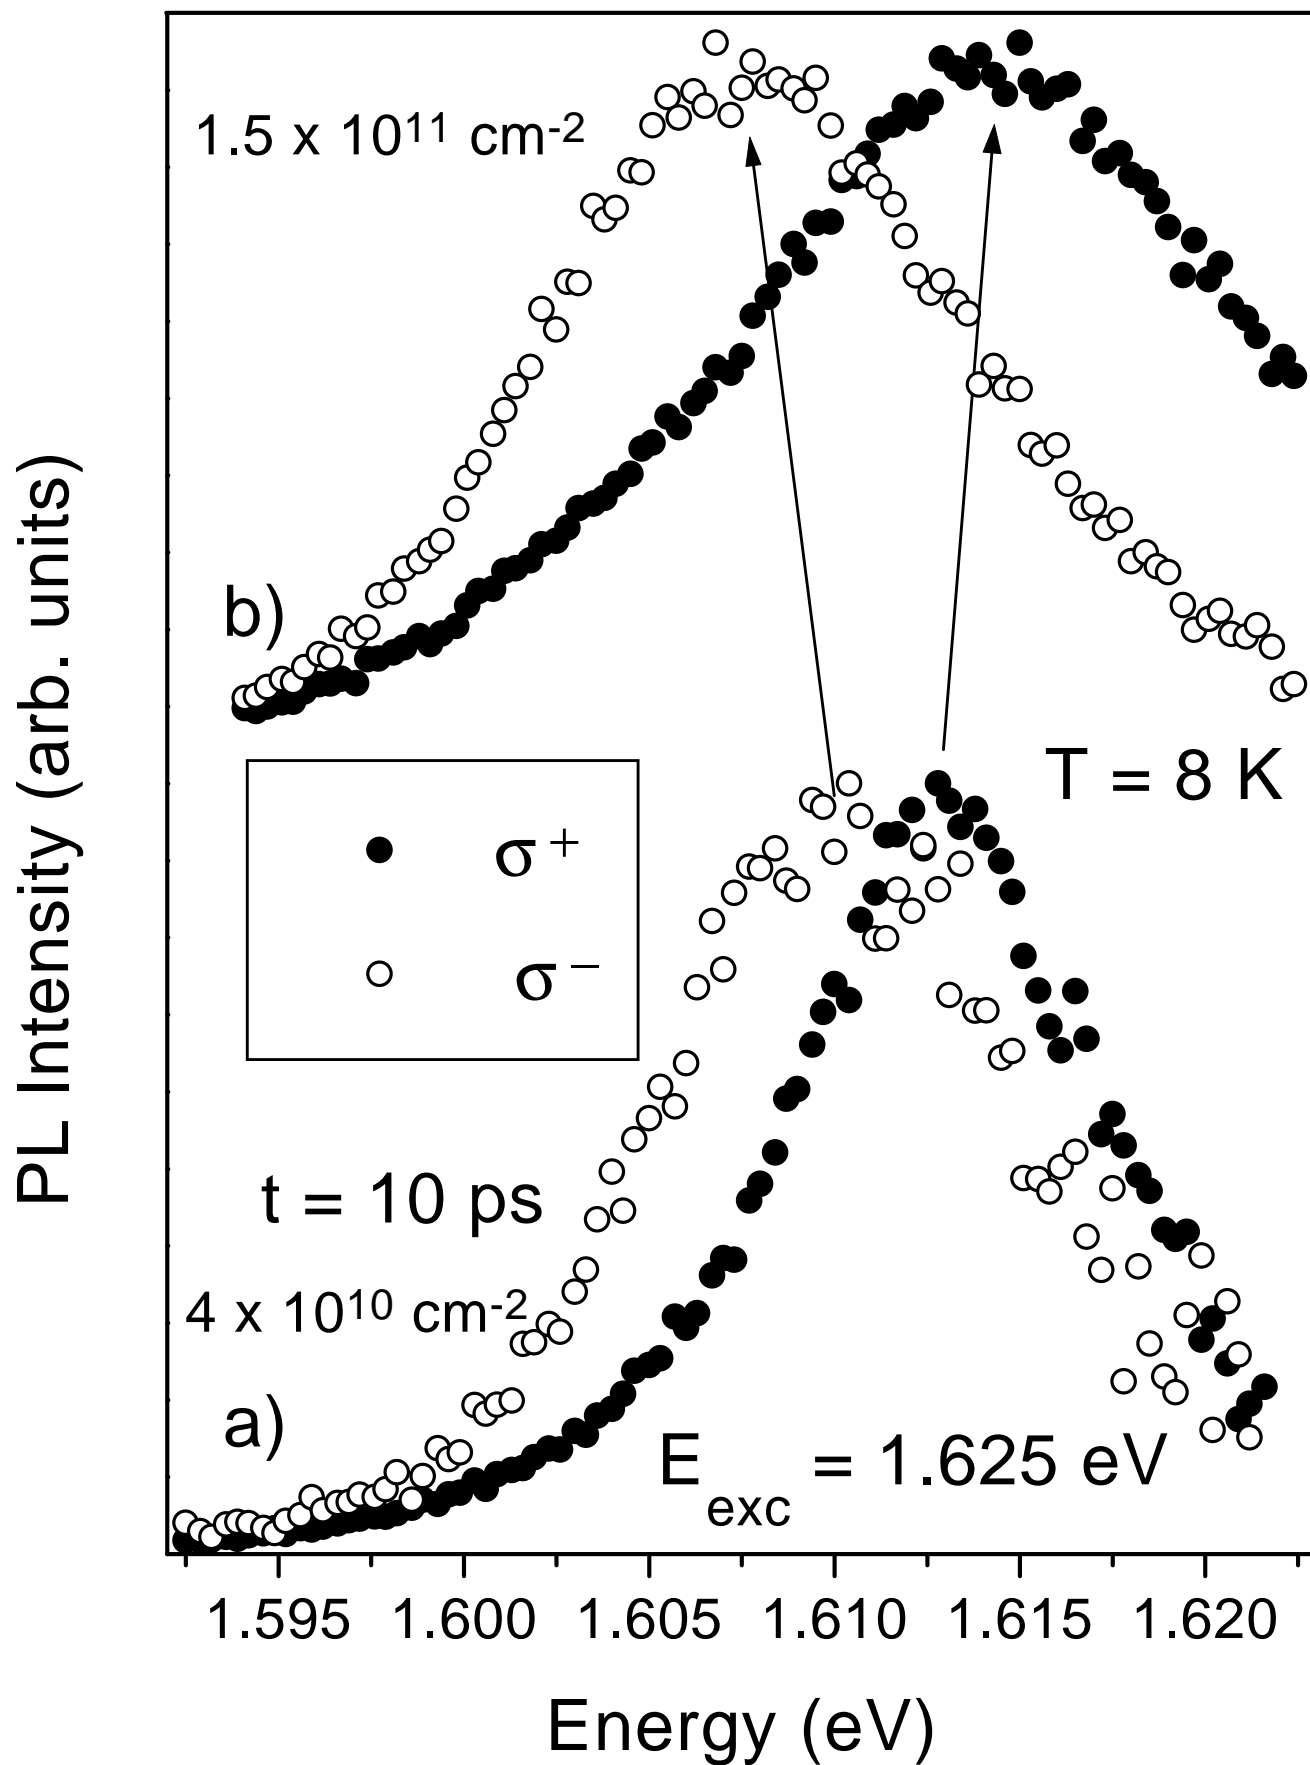 1.5 x 10¹¹ cm⁻²
b)
T = 8 K
σ⁺
σ⁻
t = 10 ps
4 x 10¹⁰ cm⁻²
a)
E_exc = 1.625 eV
PL Intensity (arb. units)
1.595 1.600 1.605 1.610 1.615 1.620
Energy (eV)